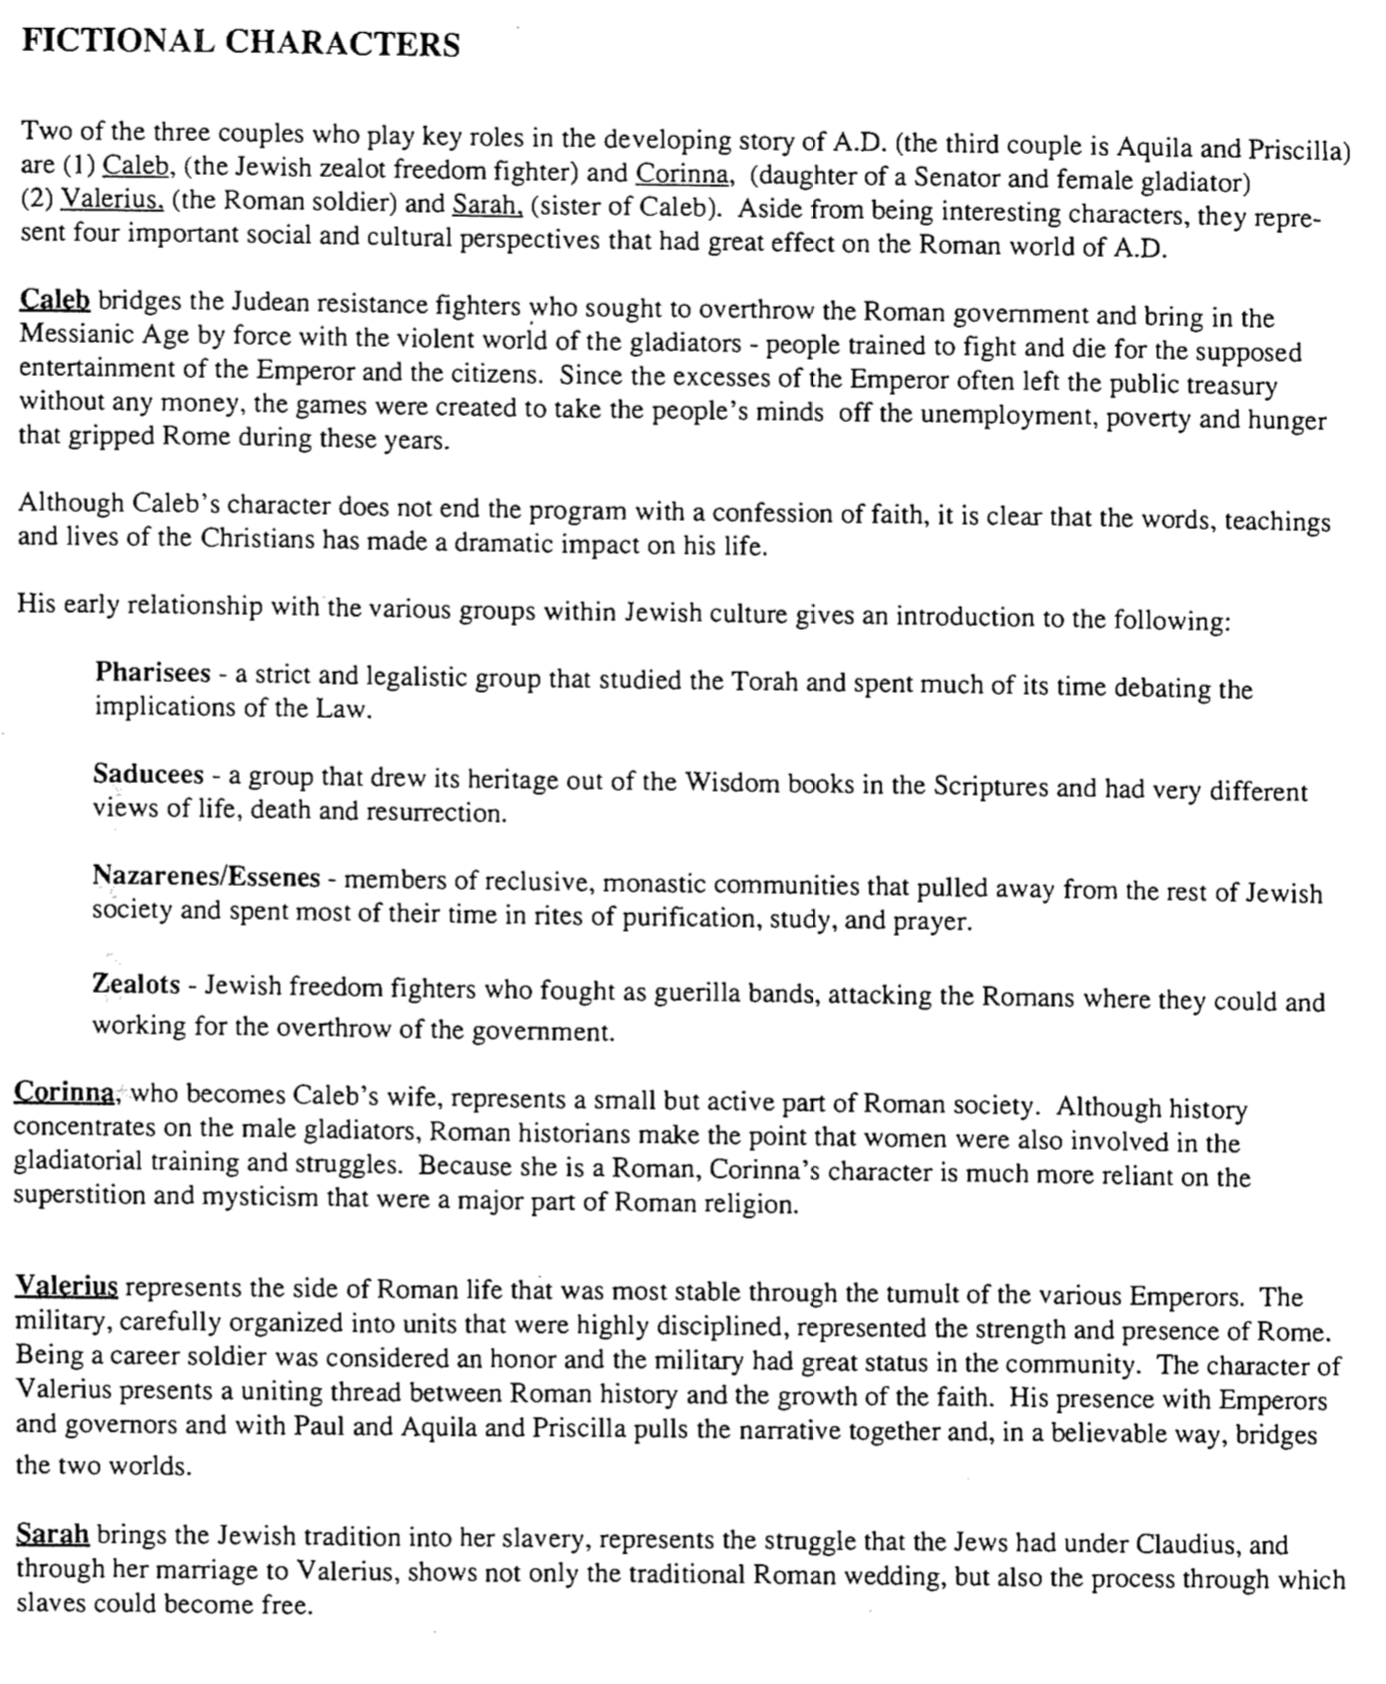 FICTIONAL CHARACTERS
Two of the three couples who play key roles in the developing story of A.D. (the third couple is Aquila and Priscilla)
are (1) Caleb, (the Jewish zealot freedom fighter) and Corinna, (daughter of a Senator and female gladiator)
(2) Valerius, (the Roman soldier) and Sarah, (sister of Caleb). Aside from being interesting characters, they repre-
sent four important social and cultural perspectives that had great effect on the Roman world of A.D.
Caleb bridges the Judean resistance fighters who sought to overthrow the Roman government and bring in the
Messianic Age by force with the violent world of the gladiators - people trained to fight and die for the supposed
entertainment of the Emperor and the citizens. Since the excesses of the Emperor often left the public treasury
without any money, the games were created to take the people's minds off the unemployment, poverty and hunger
that gripped Rome during these years.
Although Caleb's character does not end the program with a confession of faith, it is clear that the words, teachings
and lives of the Christians has made a dramatic impact on his life.
His early relationship with the various groups within Jewish culture gives an introduction to the following:
Pharisees - a strict and legalistic group that studied the Torah and spent much of its time debating the
implications of the Law.
Saducees - a group that drew its heritage out of the Wisdom books in the Scriptures and had very different
views of life, death and resurrection.
Nazarenes/Essenes - members of reclusive, monastic communities that pulled away from the rest of Jewish
society and spent most of their time in rites of purification, study, and prayer.
Zealots - Jewish freedom fighters who fought as guerilla bands, attacking the Romans where they could and
working for the overthrow of the government.
Corinna, who becomes Caleb's wife, represents a small but active part of Roman society. Although history
concentrates on the male gladiators, Roman historians make the point that women were also involved in the
gladiatorial training and struggles. Because she is a Roman, Corinna's character is much more reliant on the
superstition and mysticism that were a major part of Roman religion.
Valerius represents the side of Roman life that was most stable through the tumult of the various Emperors. The
military, carefully organized into units that were highly disciplined, represented the strength and presence of Rome.
Being a career soldier was considered an honor and the military had great status in the community. The character of
Valerius presents a uniting thread between Roman history and the growth of the faith. His presence with Emperors
and governors and with Paul and Aquila and Priscilla pulls the narrative together and, in a believable way, bridges
the two worlds.
Sarah brings the Jewish tradition into her slavery, represents the struggle that the Jews had under Claudius, and
through her marriage to Valerius, shows not only the traditional Roman wedding, but also the process through which
slaves could become free.